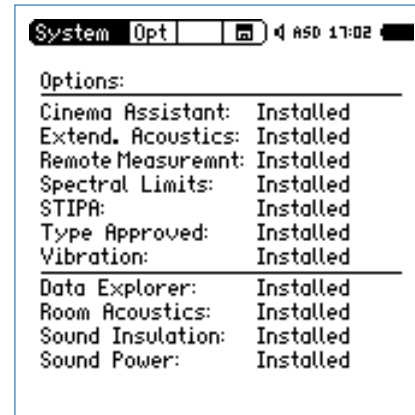 System Opt ASD 17:02
Options:
Cinema Assistant: Installed
Extend. Acoustics: Installed
Remote Measuremnt: Installed
Spectral Limits: Installed
STIPA: Installed
Type Approved: Installed
Vibration: Installed
Data Explorer: Installed
Room Acoustics: Installed
Sound Insulation: Installed
Sound Power: Installed